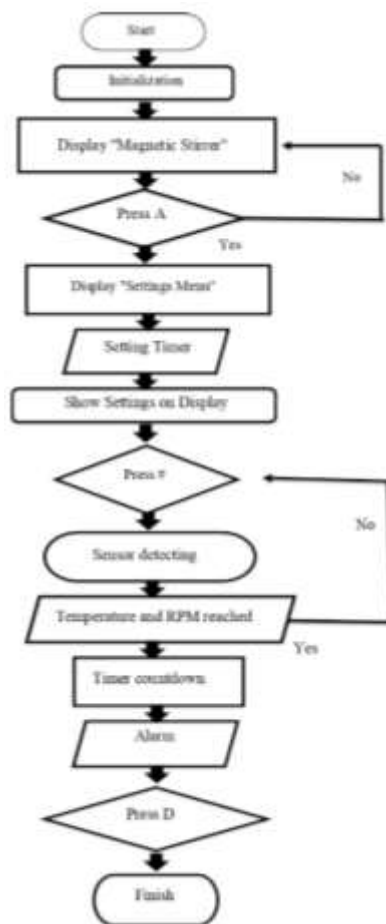 Start
Initialization
Display "Magnetic Stirrer"
No
Press A
Yes
Display "Settings Menu"
Setting Timer
Show Settings on Display
Press #
No
Sensor detecting
Temperature and RPM reached
Yes
Timer countdown
Alarm
Press D
Finish